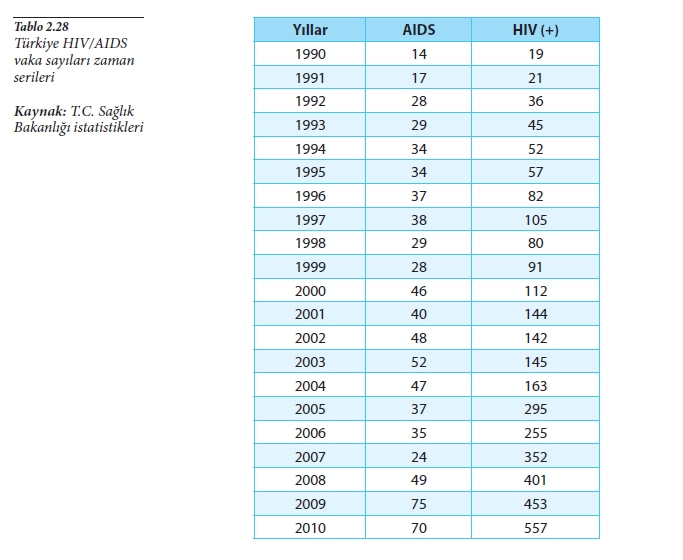 Tablo 2.28
Türkiye HIV/AIDS
vaka sayıları zaman
serileri
Kaynak: T.C. Sağlık
Bakanlığı istatistikleri
Yıllar AIDS HIV (+)
1990 14 19
1991 17 21
1992 28 36
1993 29 45
1994 34 52
1995 34 57
1996 37 82
1997 38 105
1998 29 80
1999 28 91
2000 46 112
2001 40 144
2002 48 142
2003 52 145
2004 47 163
2005 37 295
2006 35 255
2007 24 352
2008 49 401
2009 75 453
2010 70 557